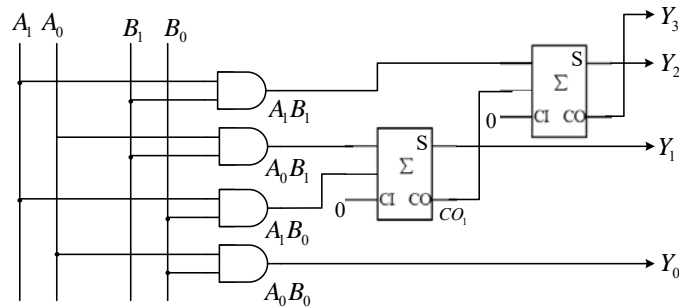 A₁ A₀ B₁ B₀
Y₃
S Y₂
Σ
A₁B₁
0 CI CO
S Y₁
A₀B₁
Σ
0 CI CO CO₁
A₁B₀
Y₀
A₀B₀